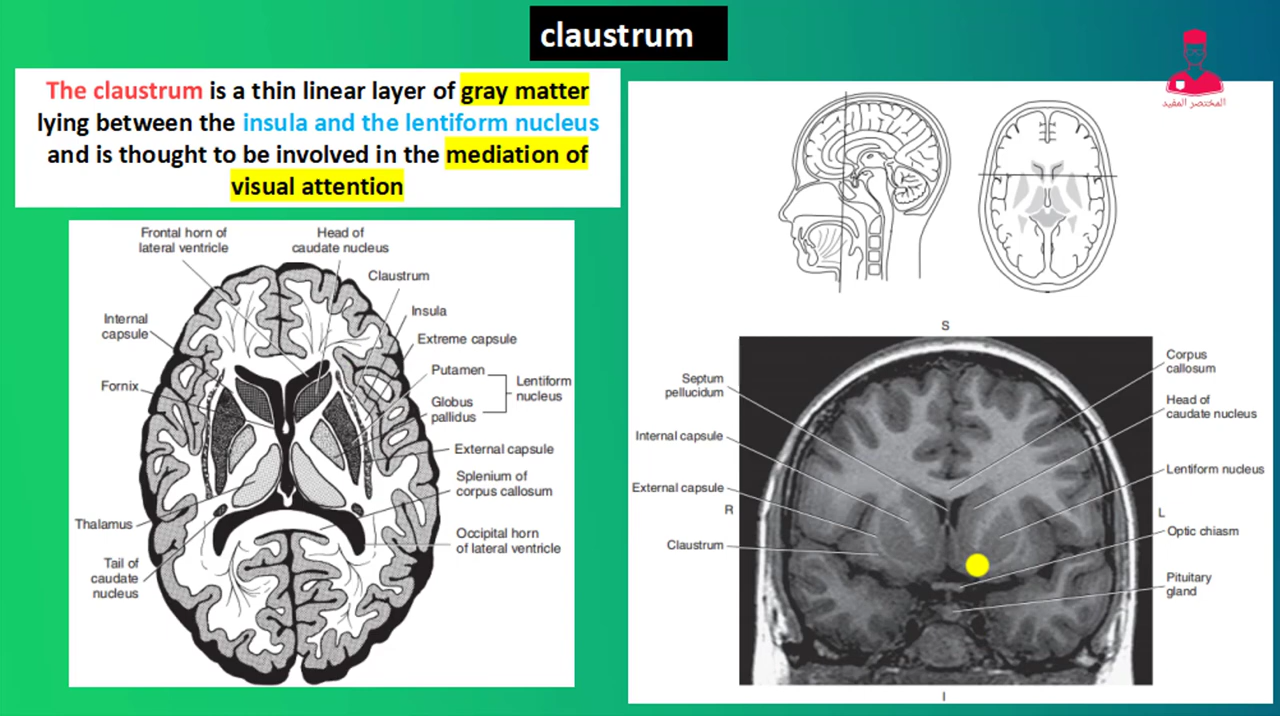 claustrum
المختصر المفيد
The claustrum is a thin linear layer of gray matter
lying between the insula and the lentiform nucleus
and is thought to be involved in the mediation of
visual attention
Frontal horn of
lateral ventricle
Head of
caudate nucleus
Claustrum
Insula
Extreme capsule
Putamen
Lentiform
nucleus
Globus
pallidus
External capsule
Splenium of
corpus callosum
Occipital horn
of lateral ventricle
Internal
capsule
Fornix
Thalamus
Tail of
caudate
nucleus
S
Septum
pellucidum
Internal capsule
External capsule
R
Claustrum
Corpus
callosum
Head of
caudate nucleus
Lentiform nucleus
L
Optic chiasm
Pituitary
gland
I